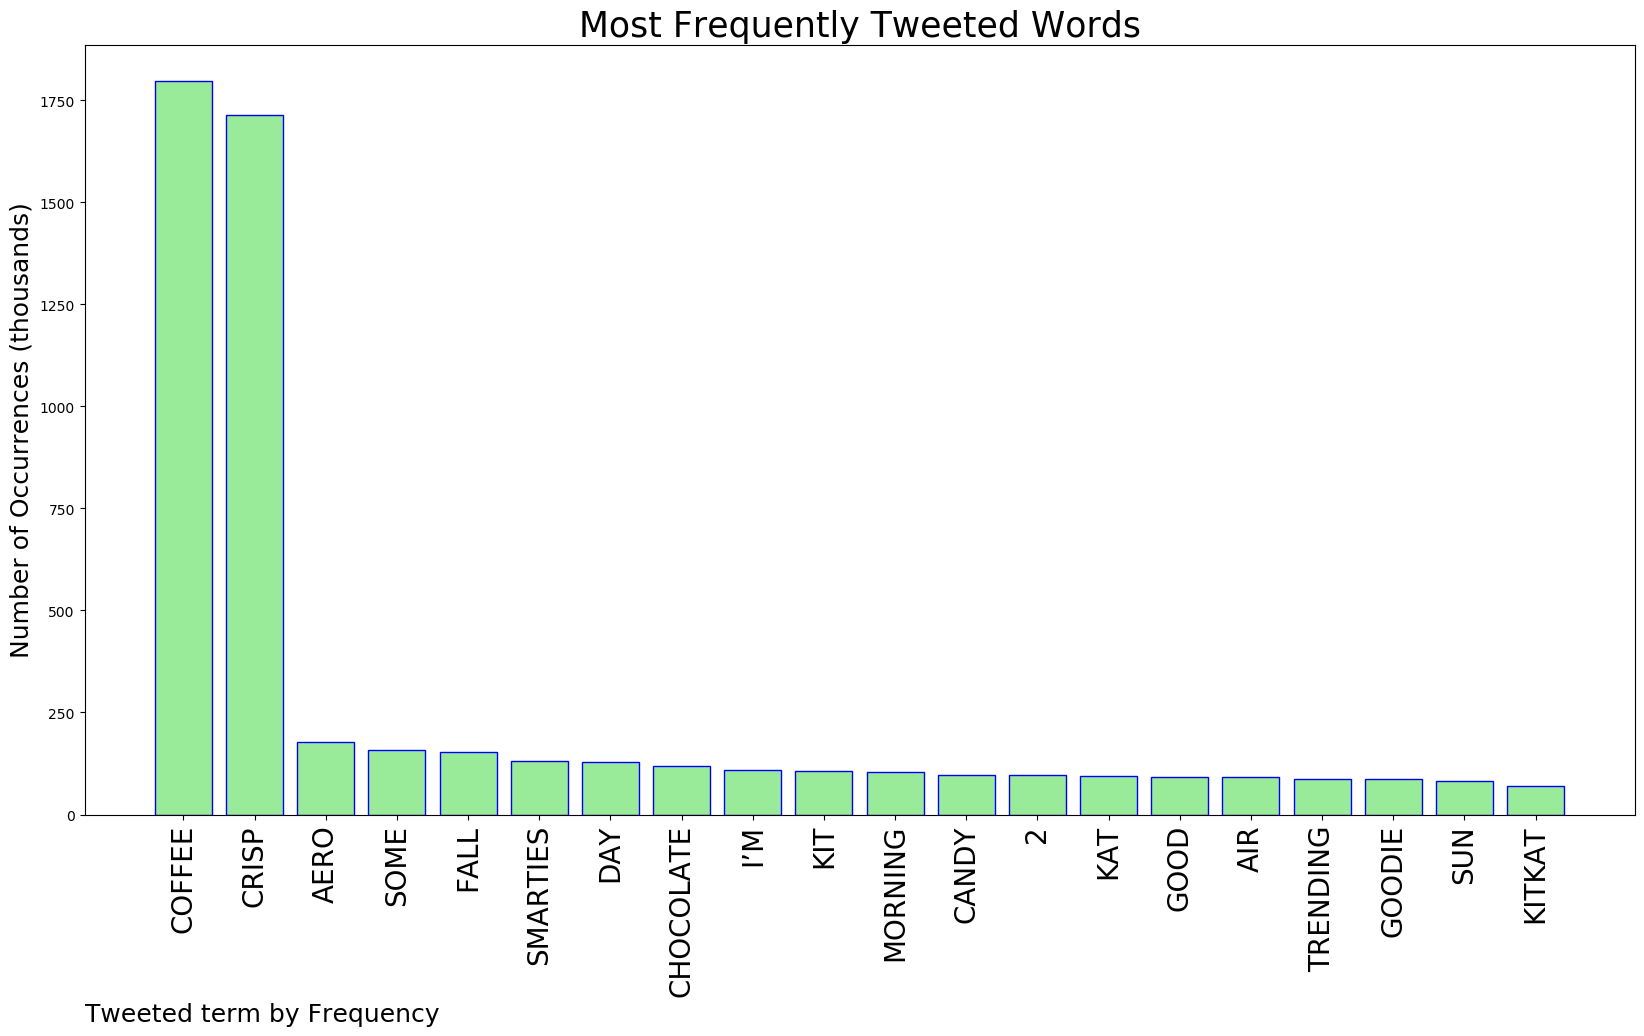 Most Frequently Tweeted Words
Number of Occurrences (thousands)
1750
1500
1250
1000
750
500
250
0
COFFEE
CRISP
AERO
SOME
FALL
SMARTIES
DAY
CHOCOLATE
I’M
KIT
MORNING
CANDY
2
KAT
GOOD
AIR
TRENDING
GOODIE
SUN
KITKAT
Tweeted term by Frequency